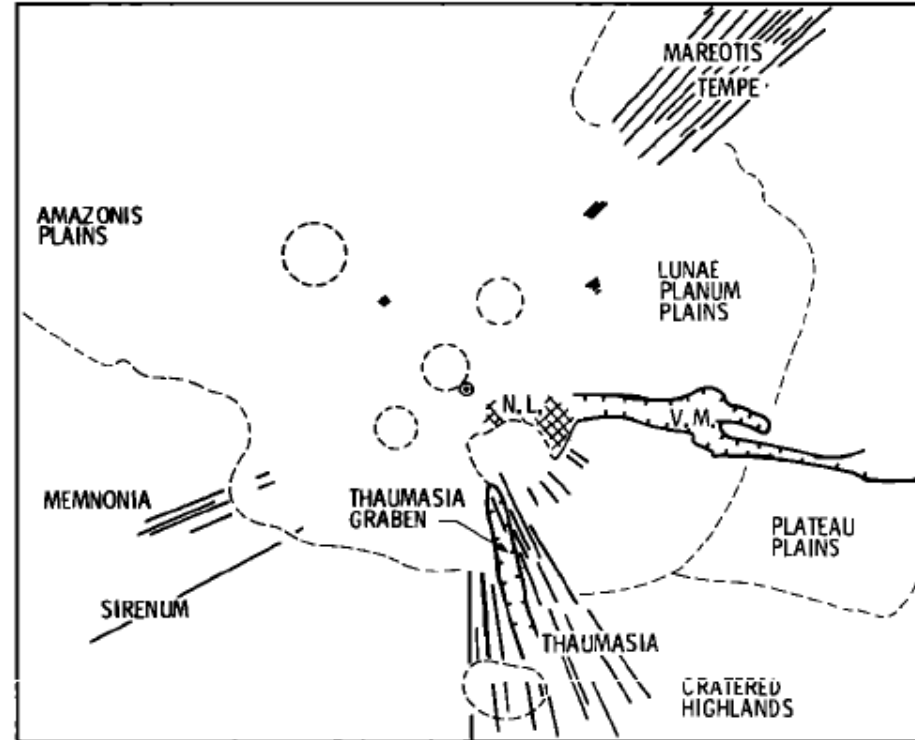 MAREOTIS
TEMPE
AMAZONIS
PLAINS
LUNAE
PLANUM
PLAINS
N. L.
V. M.
MEMNONIA
THAUMASIA
GRABEN
PLATEAU
PLAINS
SIRENUM
THAUMASIA
CRATERED
HIGHLANDS